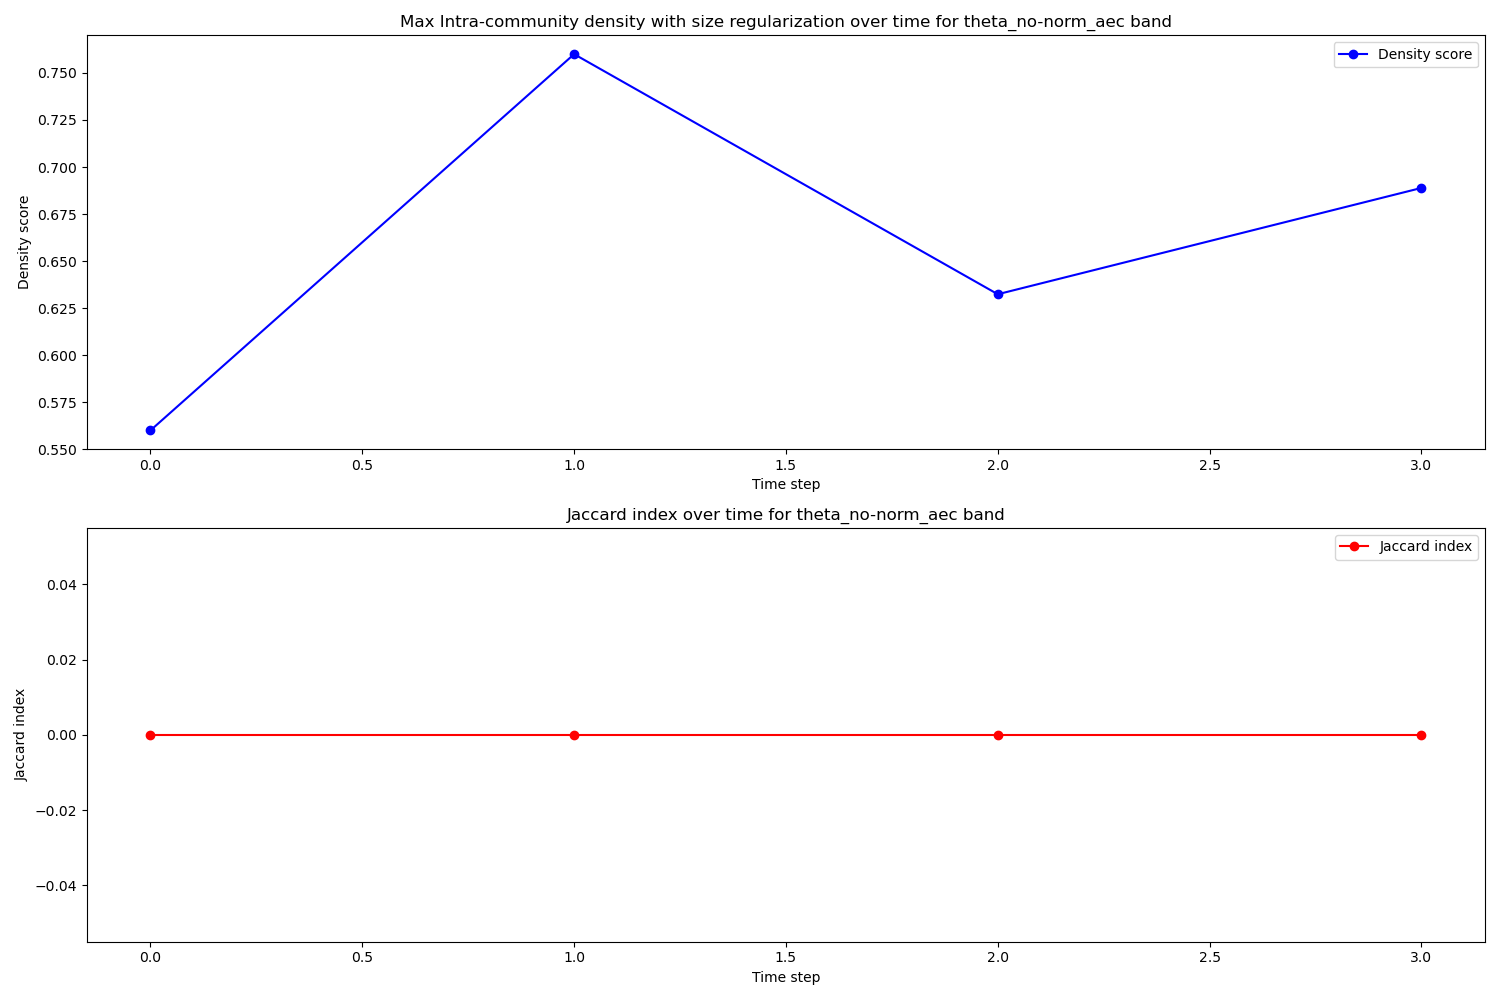 Max Intra-community density with size regularization over time for theta_no-norm_aec band
Density score
0.750
0.725
0.700
0.675
0.650
0.625
0.600
0.575
0.550
Density score
0.0 0.5 1.0 1.5 2.0 2.5 3.0
Time step
Jaccard index over time for theta_no-norm_aec band
Jaccard index
0.04
0.02
0.00
−0.02
−0.04
Jaccard index
0.0 0.5 1.0 1.5 2.0 2.5 3.0
Time step